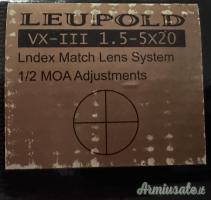 LEUPOLD
VX-III 1.5-5X20
Lndex Match Lens System
1/2 MOA Adjustments
Armiusate.it